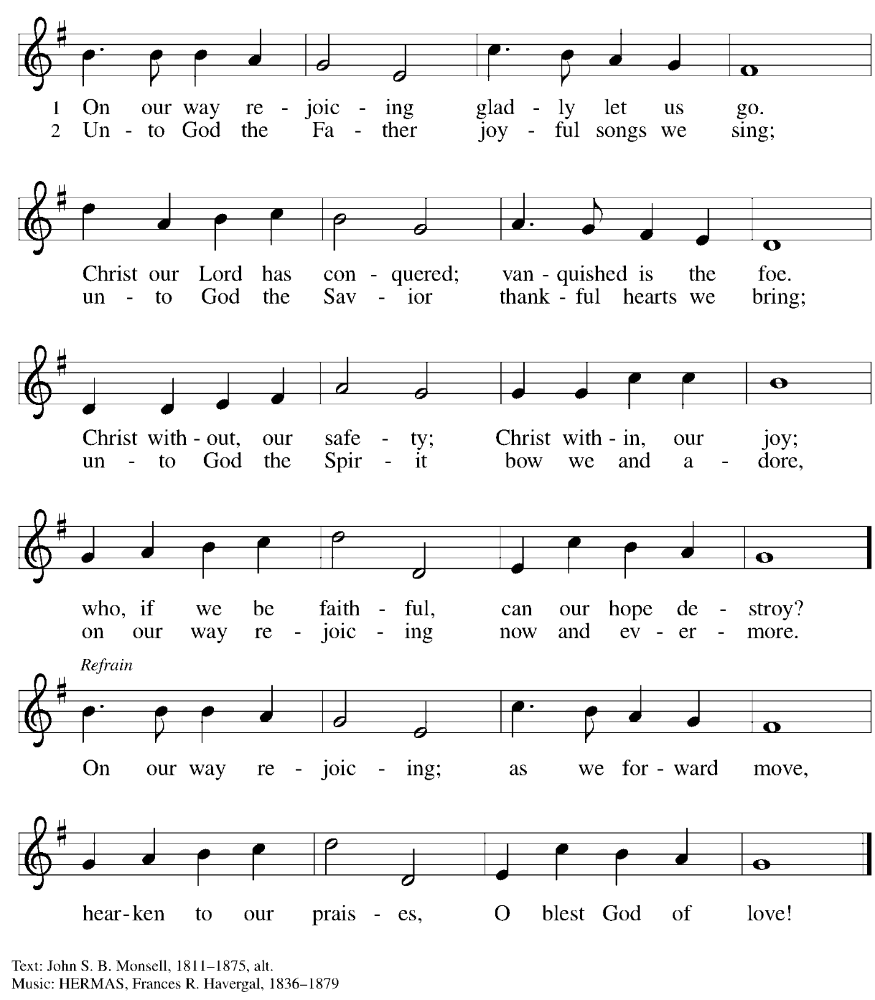 1 On our way re - joic - ing glad - ly let us go.
2 Un - to God the Fa - ther joy - ful songs we sing;
Christ our Lord has con - quered; van - quished is the foe.
un - to God the Sav - ior thank - ful hearts we bring;
Christ with - out, our safe - ty; Christ with - in, our joy;
un - to God the Spir - it bow we and a - dore,
who, if we be faith - ful, can our hope de - stroy?
on our way re - joic - ing now and ev - er - more.
Refrain
On our way re - joic - ing; as we for - ward move,
hear - ken to our prais - es, O blest God of love!
Text: John S. B. Monsell, 1811–1875, alt.
Music: HERMAS, Frances R. Havergal, 1836–1879